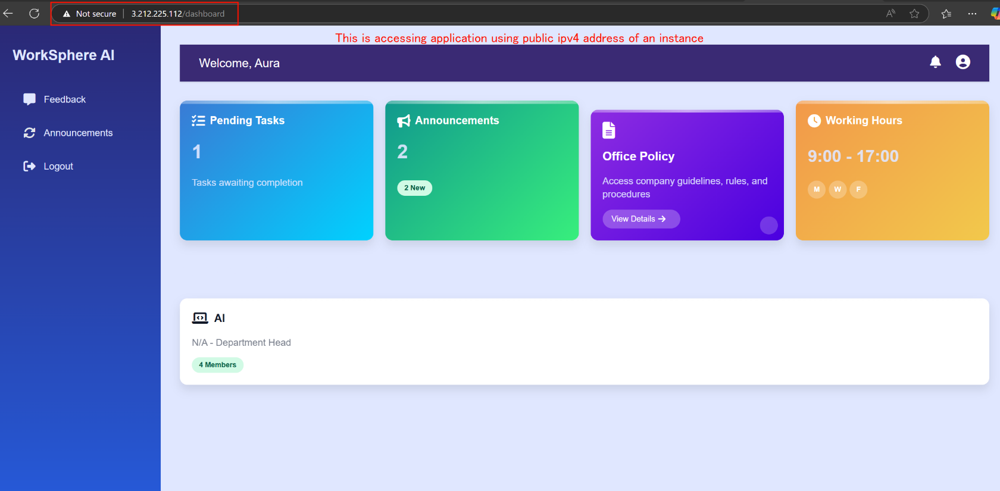 Not secure | 3.212.225.112/dashboard
This is accessing application using public ipv4 address of an instance
WorkSphere AI
Feedback
Announcements
Logout
Welcome, Aura
Pending Tasks
1
Tasks awaiting completion
Announcements
2
2 New
Office Policy
Access company guidelines, rules, and
procedures
View Details
Working Hours
9:00 - 17:00
M W F
AI
N/A - Department Head
4 Members